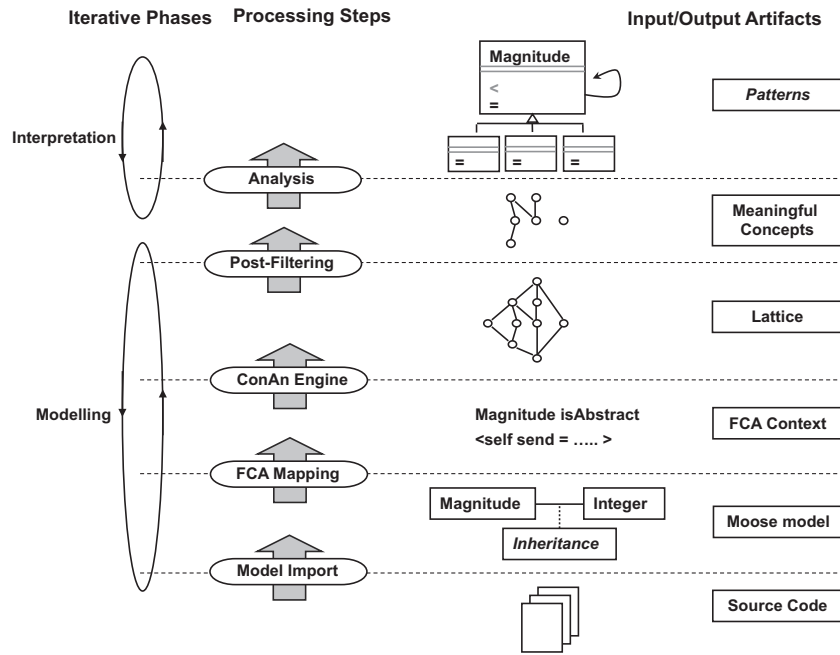 Iterative Phases
Processing Steps
Input/Output Artifacts
Magnitude
<
=
=
=
=
Patterns
Interpretation
Analysis
Meaningful
Concepts
Post-Filtering
Lattice
ConAn Engine
Modelling
Magnitude isAbstract
<self send = ..... >
FCA Context
FCA Mapping
Magnitude
Integer
Inheritance
Moose model
Model Import
Source Code